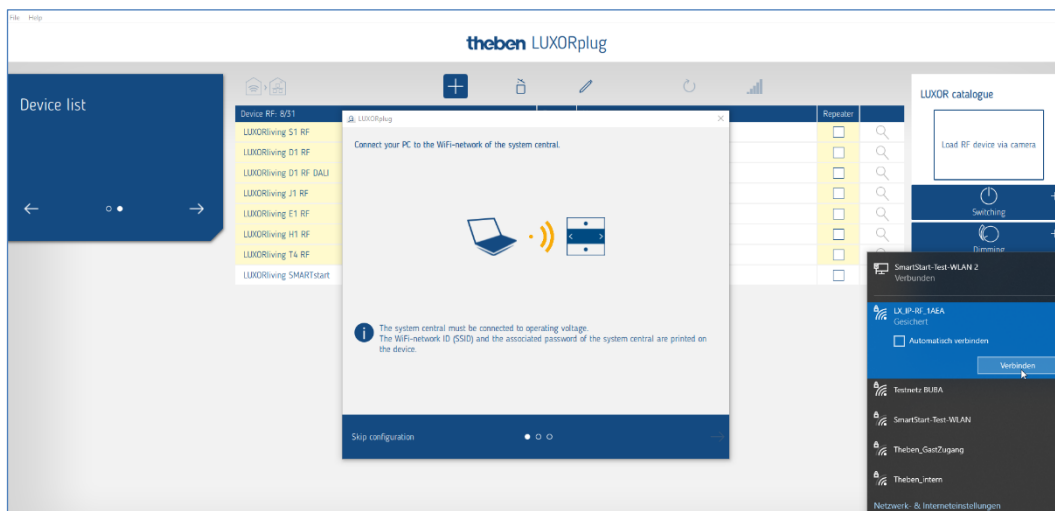 File Help
theben LUXORplug
Device list
Device RF: 8/31
Repeater
LUXORliving S1 RF
LUXORliving D1 RF
LUXORliving D1 RF DALI
LUXORliving J1 RF
LUXORliving E1 RF
LUXORliving H1 RF
LUXORliving T4 RF
LUXORliving SMARTstart
LUXORplug
Connect your PC to the WiFi-network of the system central.
The system central must be connected to operating voltage.
The WiFi-network ID (SSID) and the associated password of the system central are printed on
the device.
Skip configuration
LUXOR catalogue
Load RF device via camera
Switching
Dimming
SmartStart-Test-WLAN 2
Verbunden
LX_IP-RF_1AEA
Gesichert
Automatisch verbinden
Verbinden
Testnetz BUBA
SmartStart-Test-WLAN
Theben_GastZugang
Theben_intern
Netzwerk- & Interneteinstellungen